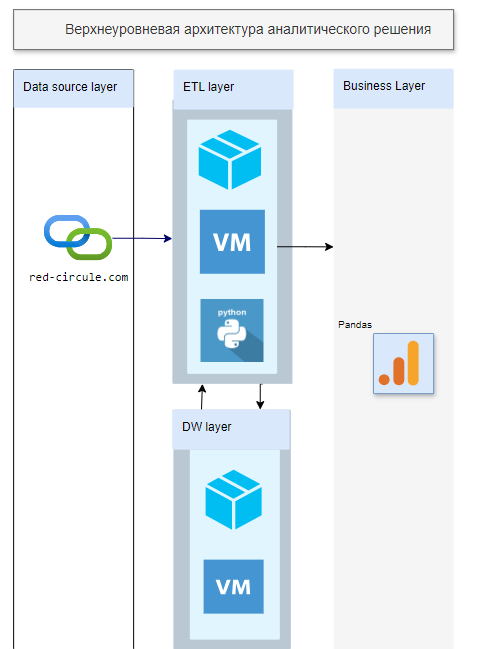 Верхнеуровневая архитектура аналитического решения
Data source layer
ETL layer
Business Layer
VM
red-circule.com
python
Pandas
DW layer
VM